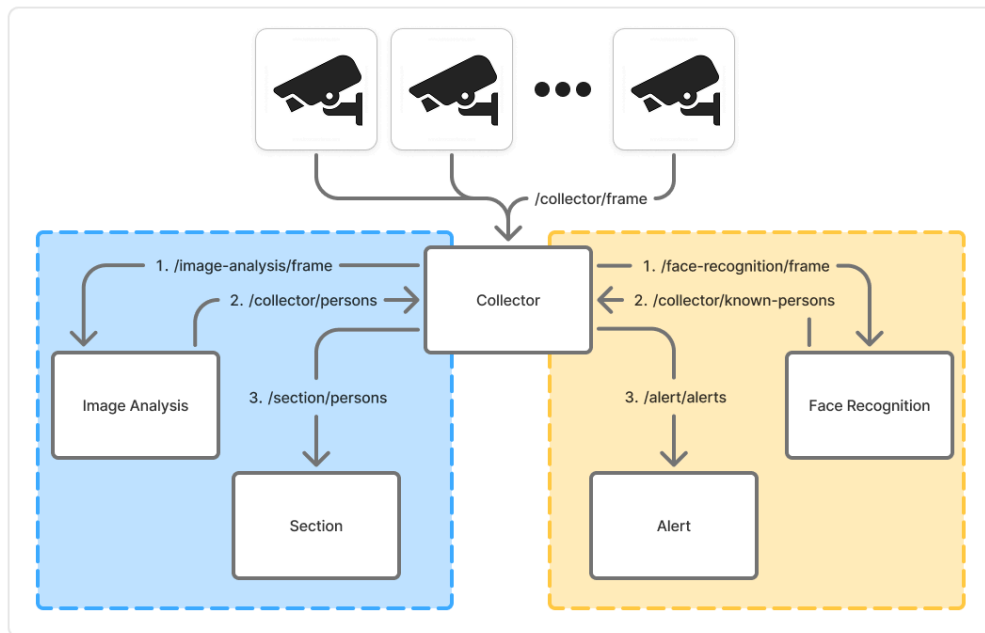 /collector/frame
1. /image-analysis/frame
1. /face-recognition/frame
2. /collector/persons
Collector
2. /collector/known-persons
3. /section/persons
3. /alert/alerts
Image Analysis
Face Recognition
Section
Alert